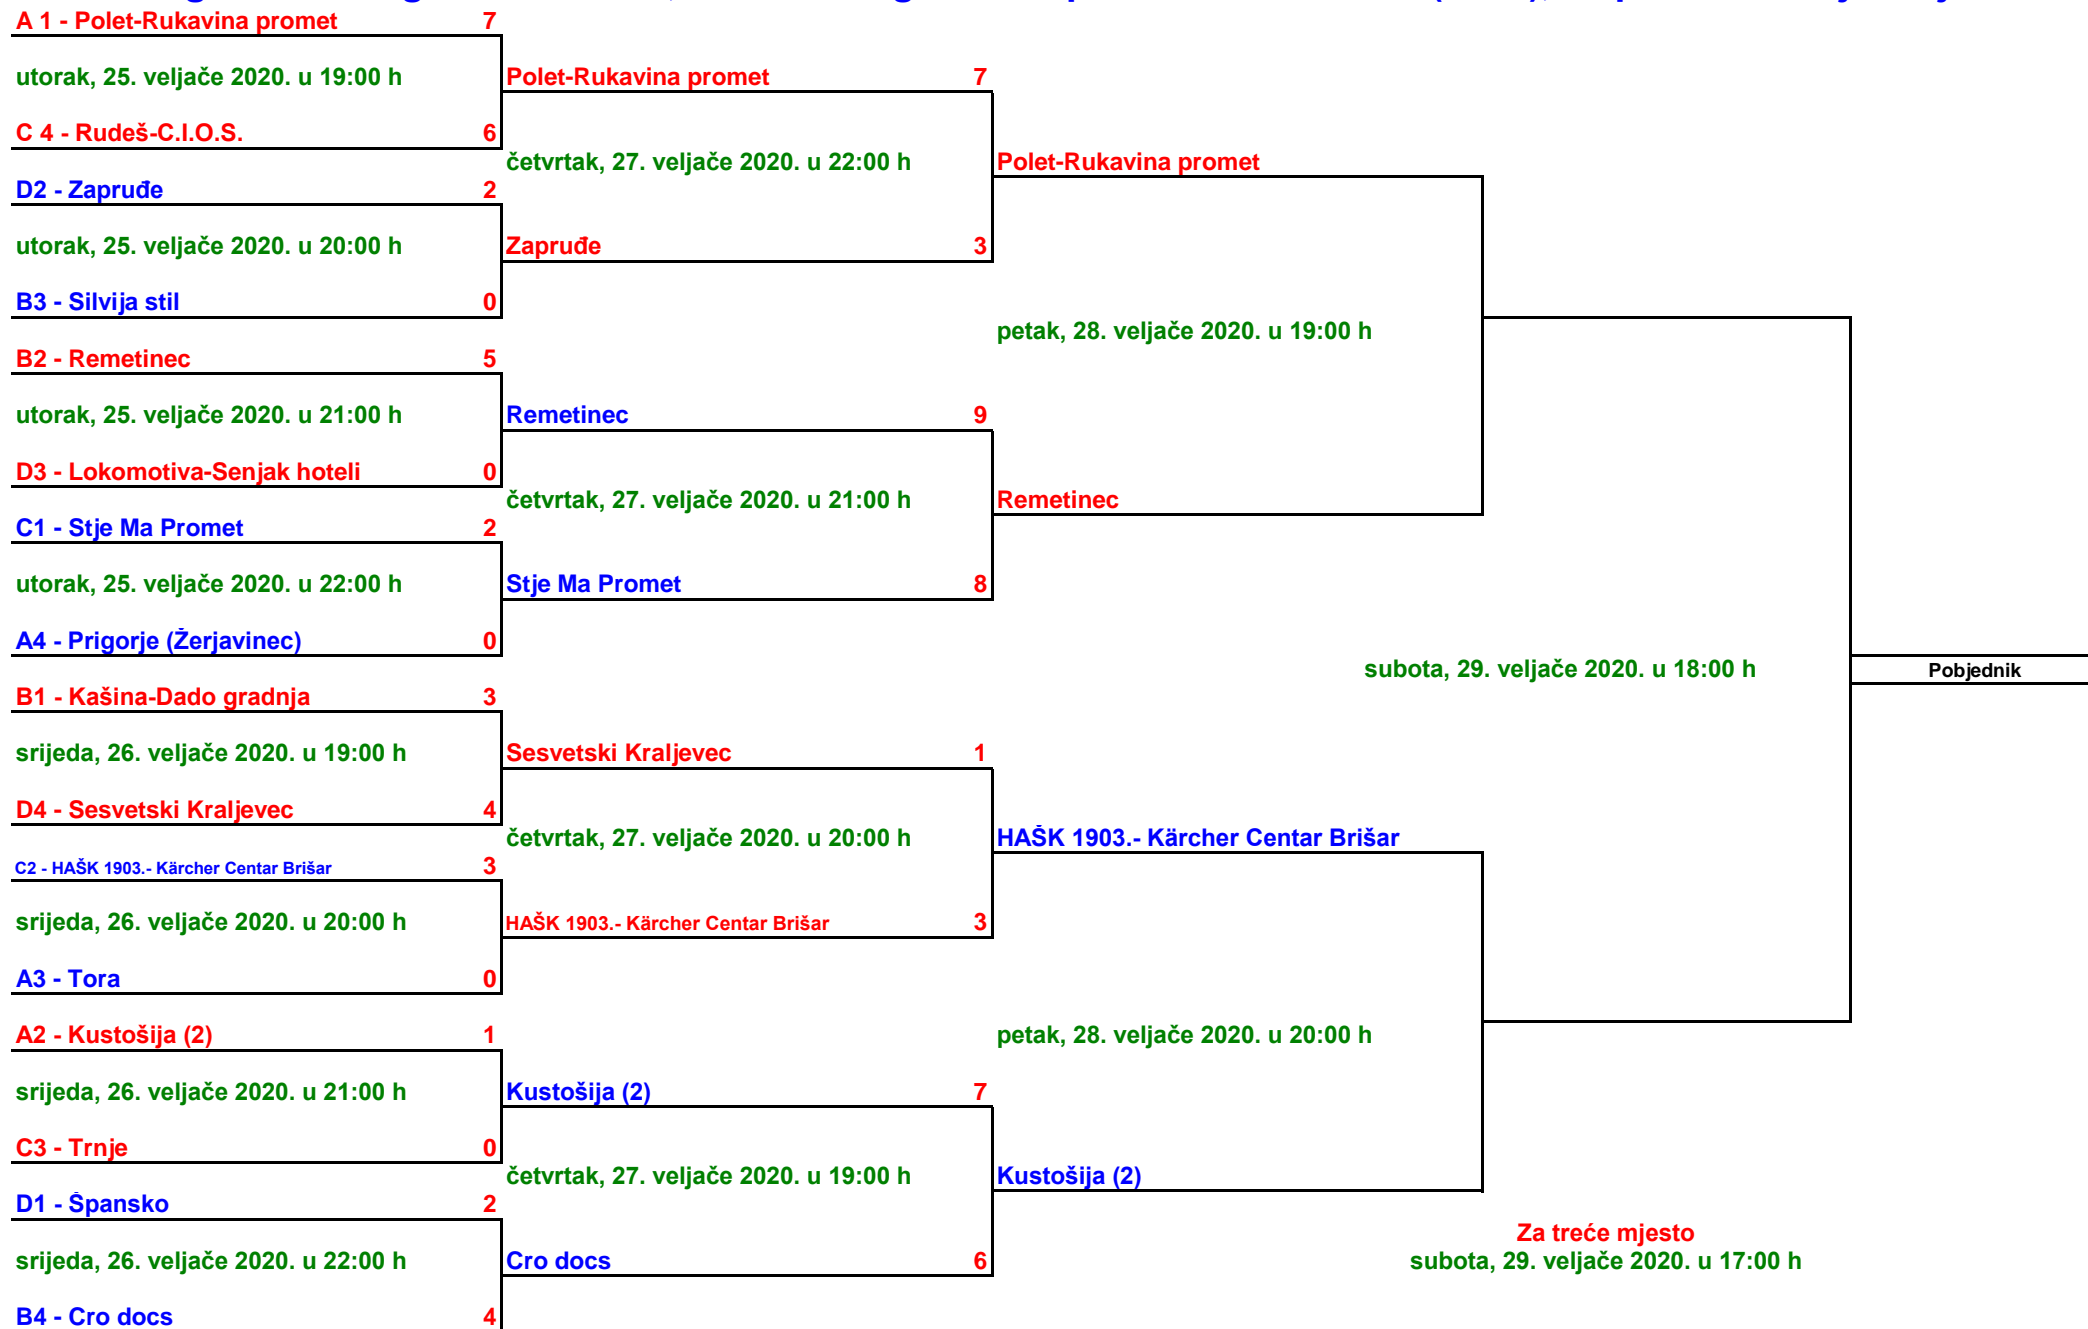 A 1 - Polet-Rukavina promet 7
utorak, 25. veljače 2020. u 19:00 h
Polet-Rukavina promet 7
C 4 - Rudeš-C.I.O.S. 6
četvrtak, 27. veljače 2020. u 22:00 h
Polet-Rukavina promet
D2 - Zapruđe 2
utorak, 25. veljače 2020. u 20:00 h
Zapruđe 3
B3 - Silvija stil 0
petak, 28. veljače 2020. u 19:00 h
B2 - Remetinec 5
utorak, 25. veljače 2020. u 21:00 h
Remetinec 9
D3 - Lokomotiva-Senjak hoteli 0
četvrtak, 27. veljače 2020. u 21:00 h
Remetinec
C1 - Stje Ma Promet 2
utorak, 25. veljače 2020. u 22:00 h
Stje Ma Promet 8
A4 - Prigorje (Žerjavinec) 0
subota, 29. veljače 2020. u 18:00 h
Pobjednik
B1 - Kašina-Dado gradnja 3
srijeda, 26. veljače 2020. u 19:00 h
Sesvetski Kraljevec 1
D4 - Sesvetski Kraljevec 4
četvrtak, 27. veljače 2020. u 20:00 h
HAŠK 1903.- Kärcher Centar Brišar
C2 - HAŠK 1903.- Kärcher Centar Brišar 3
srijeda, 26. veljače 2020. u 20:00 h
HAŠK 1903.- Kärcher Centar Brišar 3
A3 - Tora 0
A2 - Kustošija (2) 1
petak, 28. veljače 2020. u 20:00 h
srijeda, 26. veljače 2020. u 21:00 h
Kustošija (2) 7
C3 - Trnje 0
četvrtak, 27. veljače 2020. u 19:00 h
Kustošija (2)
D1 - Špansko 2
Za treće mjesto
srijeda, 26. veljače 2020. u 22:00 h
Cro docs 6
subota, 29. veljače 2020. u 17:00 h
B4 - Cro docs 4